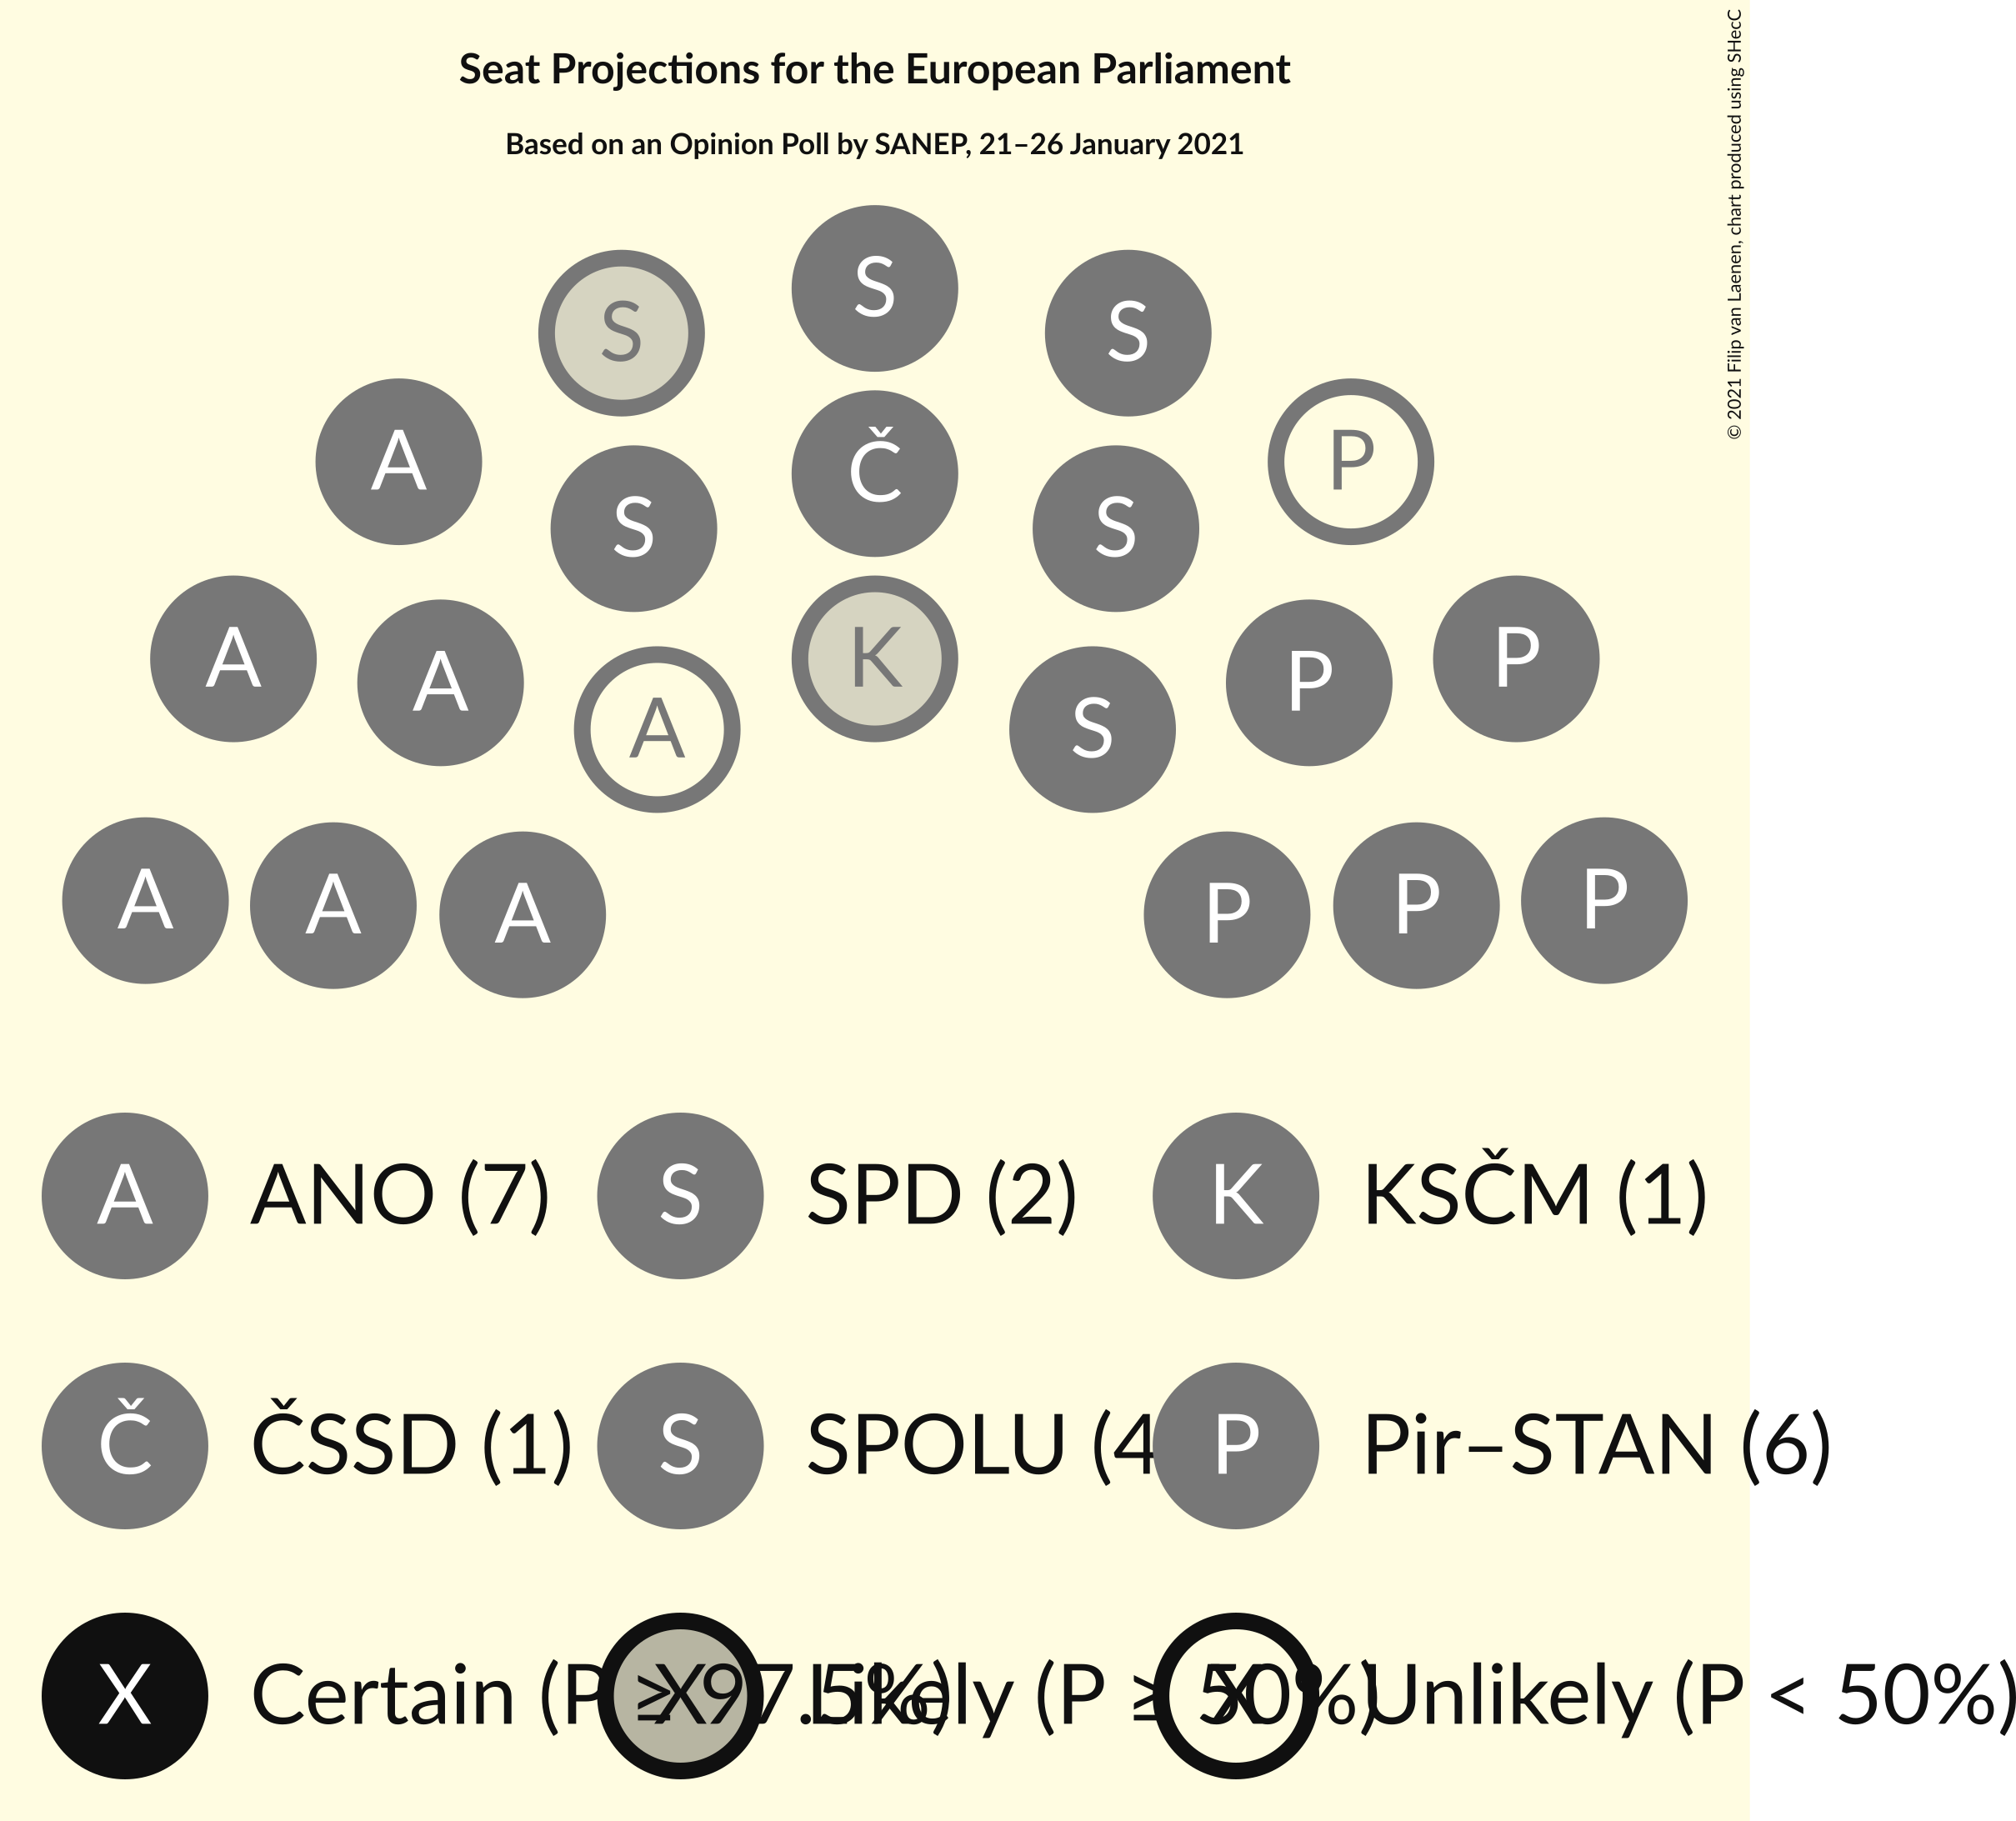 Seat Projections for the European Parliament
Based on an Opinion Poll by SANEP, 21–26 January 2021
© 2021 Filip van Laenen, chart produced using SHecC
S
S S
A P
Č
S S
A K P
A P
A S
A P
A P
A P
A ANO (7) S SPD (2) K KSČM (1)
Č ČSSD (1) S SPOLU (4 P Pir–STAN (6)
X Certain (P ≥ 97.5%) X Likely (P ≥ 50%) X Unlikely (P < 50%)